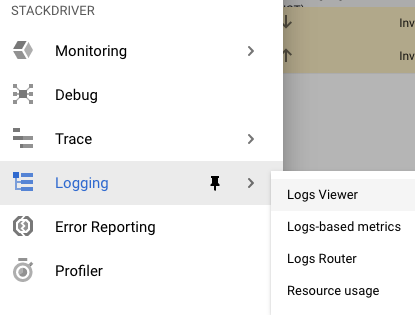 STACKDRIVER
Monitoring
Debug
Trace
Logging
Error Reporting
Profiler
Logs Viewer
Logs-based metrics
Logs Router
Resource usage
Inv
Inv